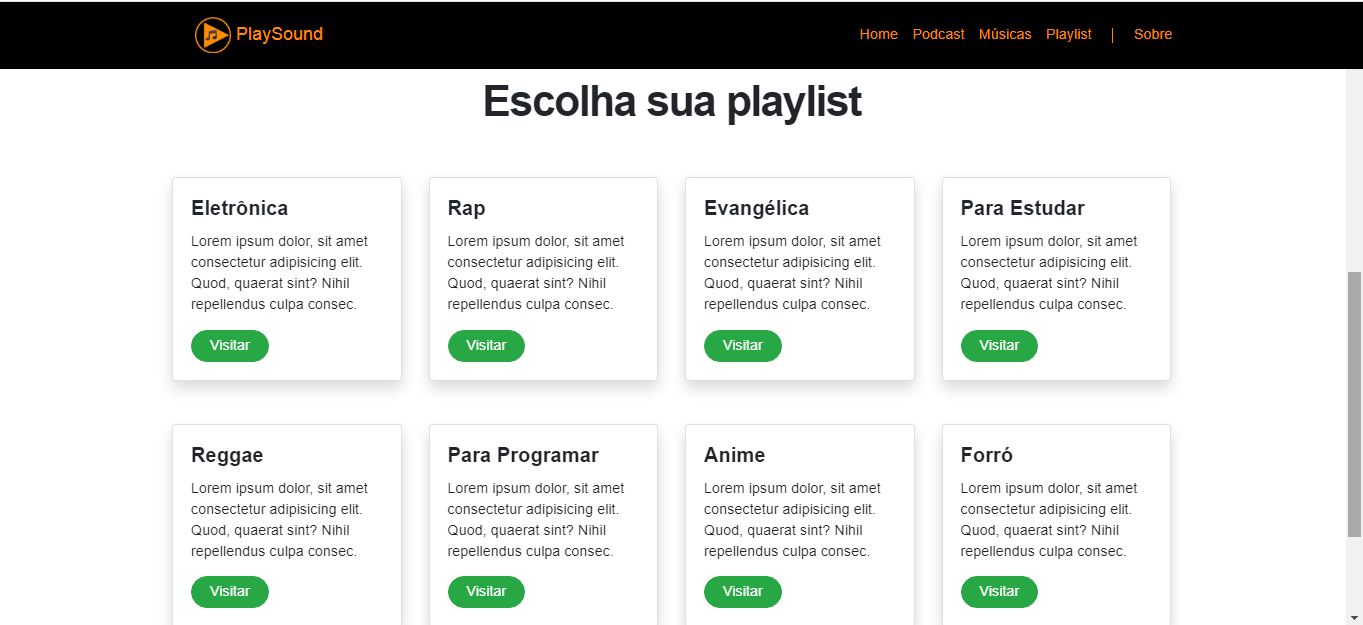 PlaySound
Home Podcast Músicas Playlist | Sobre
Escolha sua playlist
Eletrônica
Lorem ipsum dolor, sit amet
consectetur adipisicing elit.
Quod, quaerat sint? Nihil
repellendus culpa consec.
Visitar
Rap
Lorem ipsum dolor, sit amet
consectetur adipisicing elit.
Quod, quaerat sint? Nihil
repellendus culpa consec.
Visitar
Evangélica
Lorem ipsum dolor, sit amet
consectetur adipisicing elit.
Quod, quaerat sint? Nihil
repellendus culpa consec.
Visitar
Para Estudar
Lorem ipsum dolor, sit amet
consectetur adipisicing elit.
Quod, quaerat sint? Nihil
repellendus culpa consec.
Visitar
Reggae
Lorem ipsum dolor, sit amet
consectetur adipisicing elit.
Quod, quaerat sint? Nihil
repellendus culpa consec.
Visitar
Para Programar
Lorem ipsum dolor, sit amet
consectetur adipisicing elit.
Quod, quaerat sint? Nihil
repellendus culpa consec.
Visitar
Anime
Lorem ipsum dolor, sit amet
consectetur adipisicing elit.
Quod, quaerat sint? Nihil
repellendus culpa consec.
Visitar
Forró
Lorem ipsum dolor, sit amet
consectetur adipisicing elit.
Quod, quaerat sint? Nihil
repellendus culpa consec.
Visitar